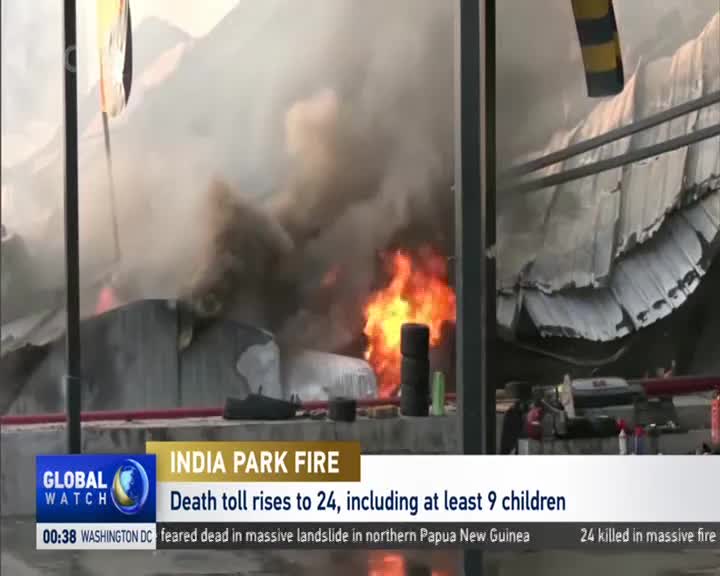 INDIA PARK FIRE
GLOBAL
WATCH
Death toll rises to 24, including at least 9 children
00:38 WASHINGTON DC
feared dead in massive landslide in northern Papua New Guinea 24 killed in massive fire